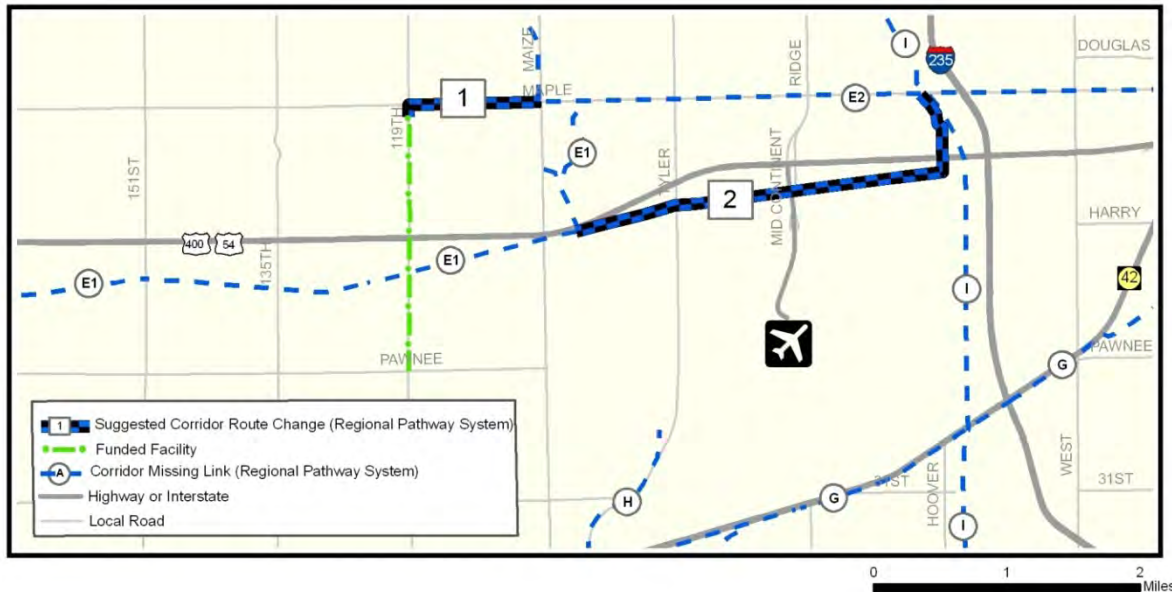 I
235
DOUGLAS
MAIZE
RIDGE
1
MAPLE
E2
119TH
E1
TYLER
151ST
2
MID CONTINENT
HARRY
400
54
135TH
E1
E1
42
I
PAWNEE
PAWNEE
G
WEST
31ST
31ST
G
H
HOOVER
I
1 Suggested Corridor Route Change (Regional Pathway System)
Funded Facility
A Corridor Missing Link (Regional Pathway System)
Highway or Interstate
Local Road
0 1 2
Miles